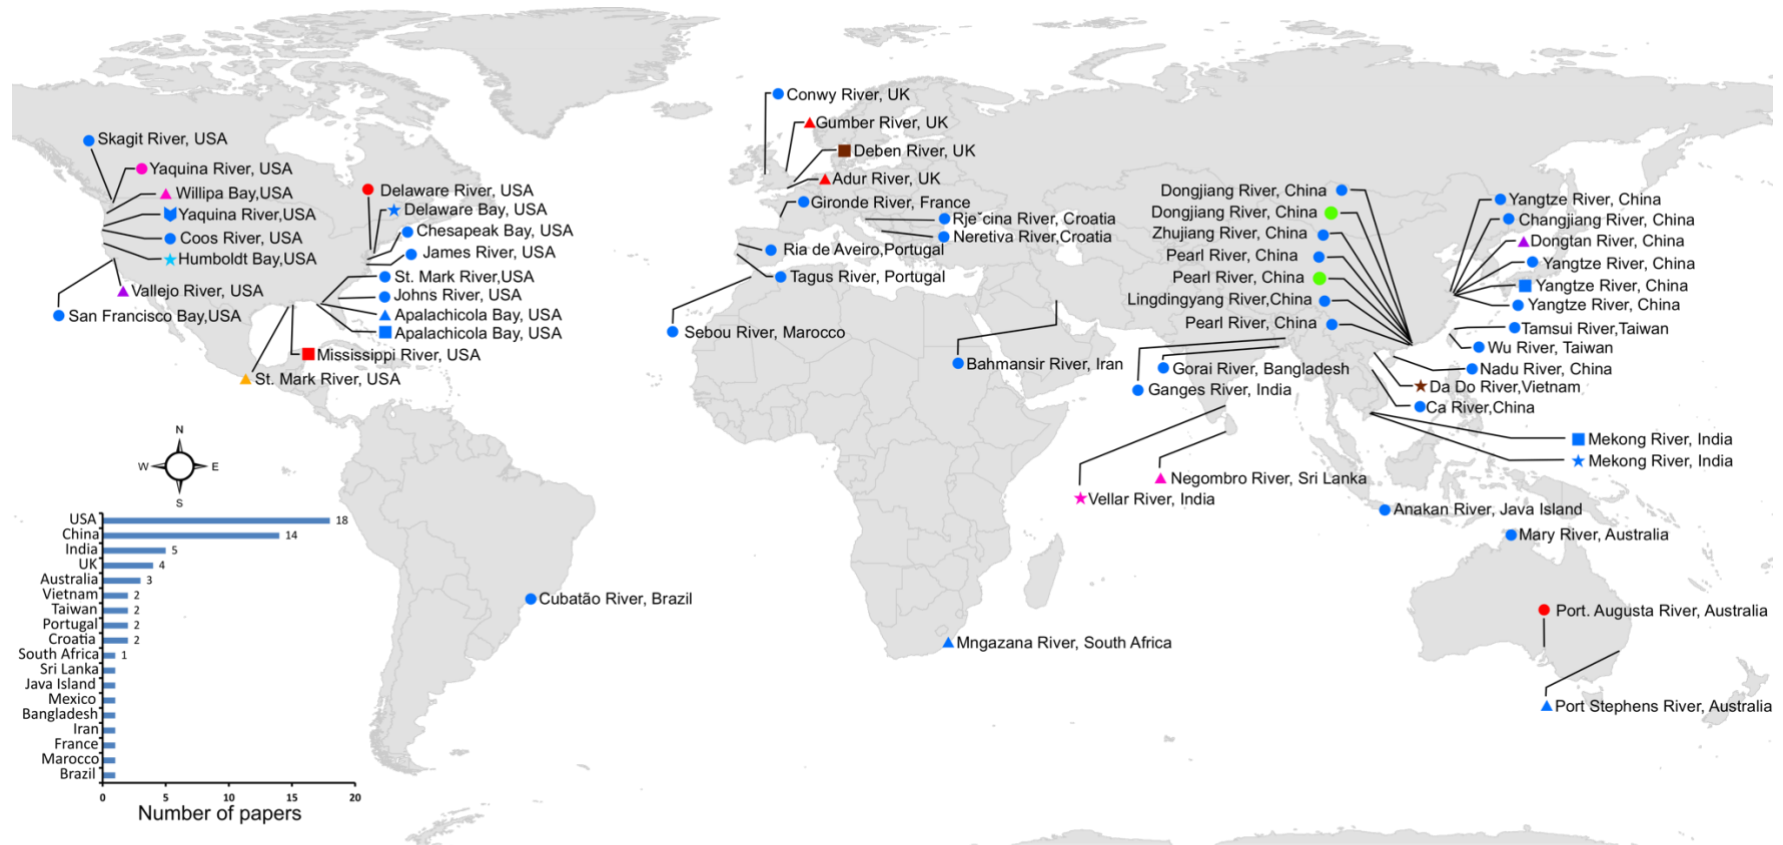 Conwy River, UK
Gumber River, UK
Deben River, UK
Adur River, UK
Gironde River, France
Rjeˇcina River, Croatia
Neretiva River,Croatia
Ria de Aveiro,Portugal
Tagus River, Portugal
Sebou River, Marocco
Bahmansir River, Iran
Skagit River, USA
Yaquina River, USA
Willipa Bay,USA
Yaquina River,USA
Coos River, USA
Humboldt Bay,USA
Vallejo River, USA
San Francisco Bay,USA
Delaware River, USA
Delaware Bay, USA
Chesapeak Bay, USA
James River, USA
St. Mark River,USA
Johns River, USA
Apalachicola Bay, USA
Apalachicola Bay, USA
Mississippi River, USA
St. Mark River, USA
Dongjiang River, China
Dongjiang River, China
Zhujiang River, China
Pearl River, China
Pearl River, China
Lingdingyang River,China
Pearl River, China
Gorai River, Bangladesh
Ganges River, India
Yangtze River, China
Changjiang River, China
Dongtan River, China
Yangtze River, China
Yangtze River, China
Yangtze River, China
Tamsui River,Taiwan
Wu River, Taiwan
Nadu River, China
Da Do River,Vietnam
Ca River,China
Mekong River, India
Mekong River, India
Negombro River, Sri Lanka
Vellar River, India
Anakan River, Java Island
Mary River, Australia
Port. Augusta River, Australia
Port Stephens River, Australia
Cubatão River, Brazil
Mngazana River, South Africa
N
W E
S
USA 18
China 14
India 5
UK 4
Australia 3
Vietnam 2
Taiwan 2
Portugal 2
Croatia 2
South Africa 1
Sri Lanka
Java Island
Mexico
Bangladesh
Iran
France
Marocco
Brazil
0 5 10 15 20
Number of papers